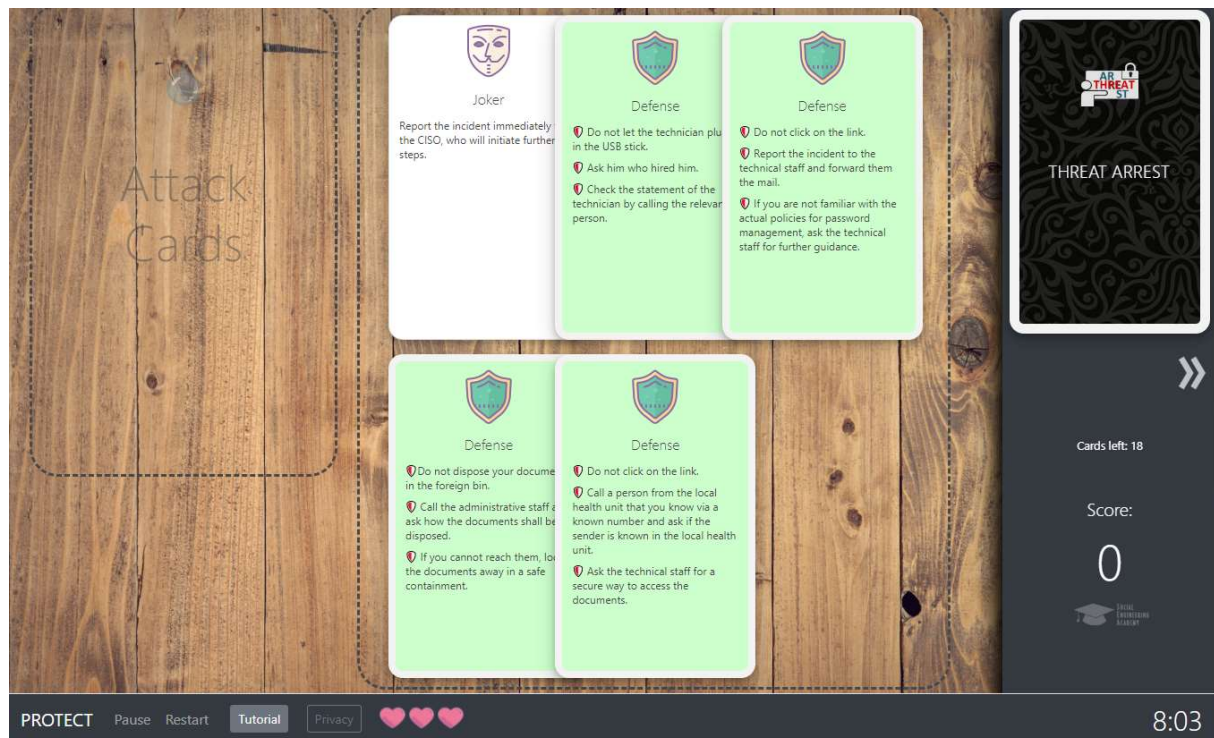 Attack
Cards
Joker
Report the incident immediately
the CISO, who will initiate further
steps.
Defense
Do not let the technician plu
in the USB stick.
Ask him who hired him.
Check the statement of the
technician by calling the relevan
person.
Defense
Do not click on the link.
Report the incident to the
technical staff and forward them
the mail.
If you are not familiar with the
actual policies for password
management, ask the technical
staff for further guidance.
Defense
Do not dispose your docume
in the foreign bin.
Call the administrative staff a
ask how the documents shall be
disposed.
If you cannot reach them, lo
the documents away in a safe
containment.
Defense
Do not click on the link.
Call a person from the local
health unit that you know via a
known number and ask if the
sender is known in the local health
unit.
Ask the technical staff for a
secure way to access the
documents.
AR
THREAT
ST
THREAT ARREST
Cards left: 18
Score:
0
SOCIAL
ENGINEERING
ACADEMY
PROTECT Pause Restart Tutorial Privacy 8:03